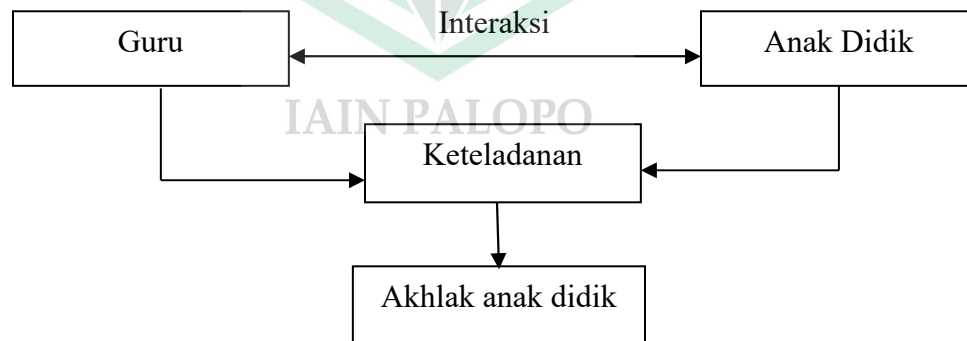 Interaksi
Guru
Anak Didik
IAIN PALOPO
Keteladanan
Akhlak anak didik